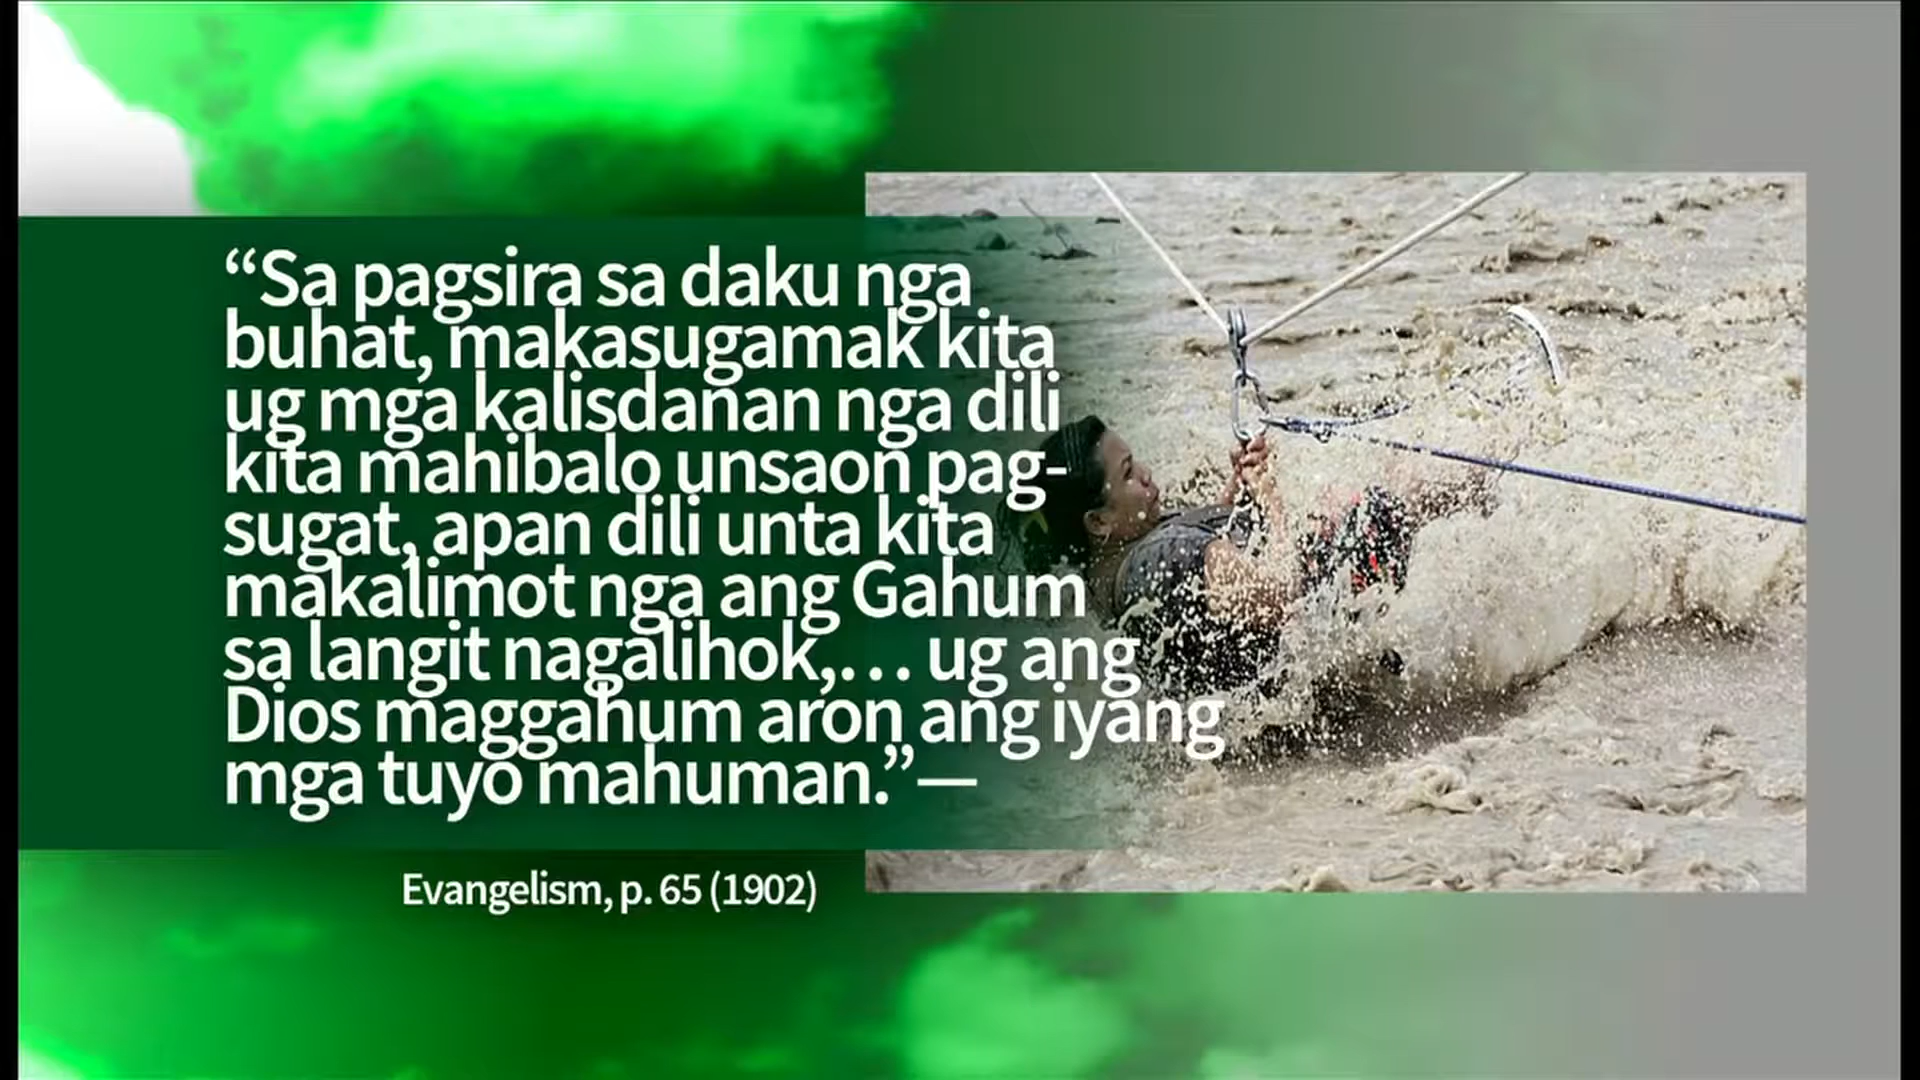 “Sa pagsira sa daku nga
buhat, makasugamak kita
ug mga kalisdanan nga dili
kita mahibalo unsaon pag-
sugat, apan dili unta kita
makalimot nga ang Gahum
sa langit nagalihok,… ug ang
Dios maggahum aron ang iyang
mga tuyo mahuman.”—
Evangelism, p. 65 (1902)